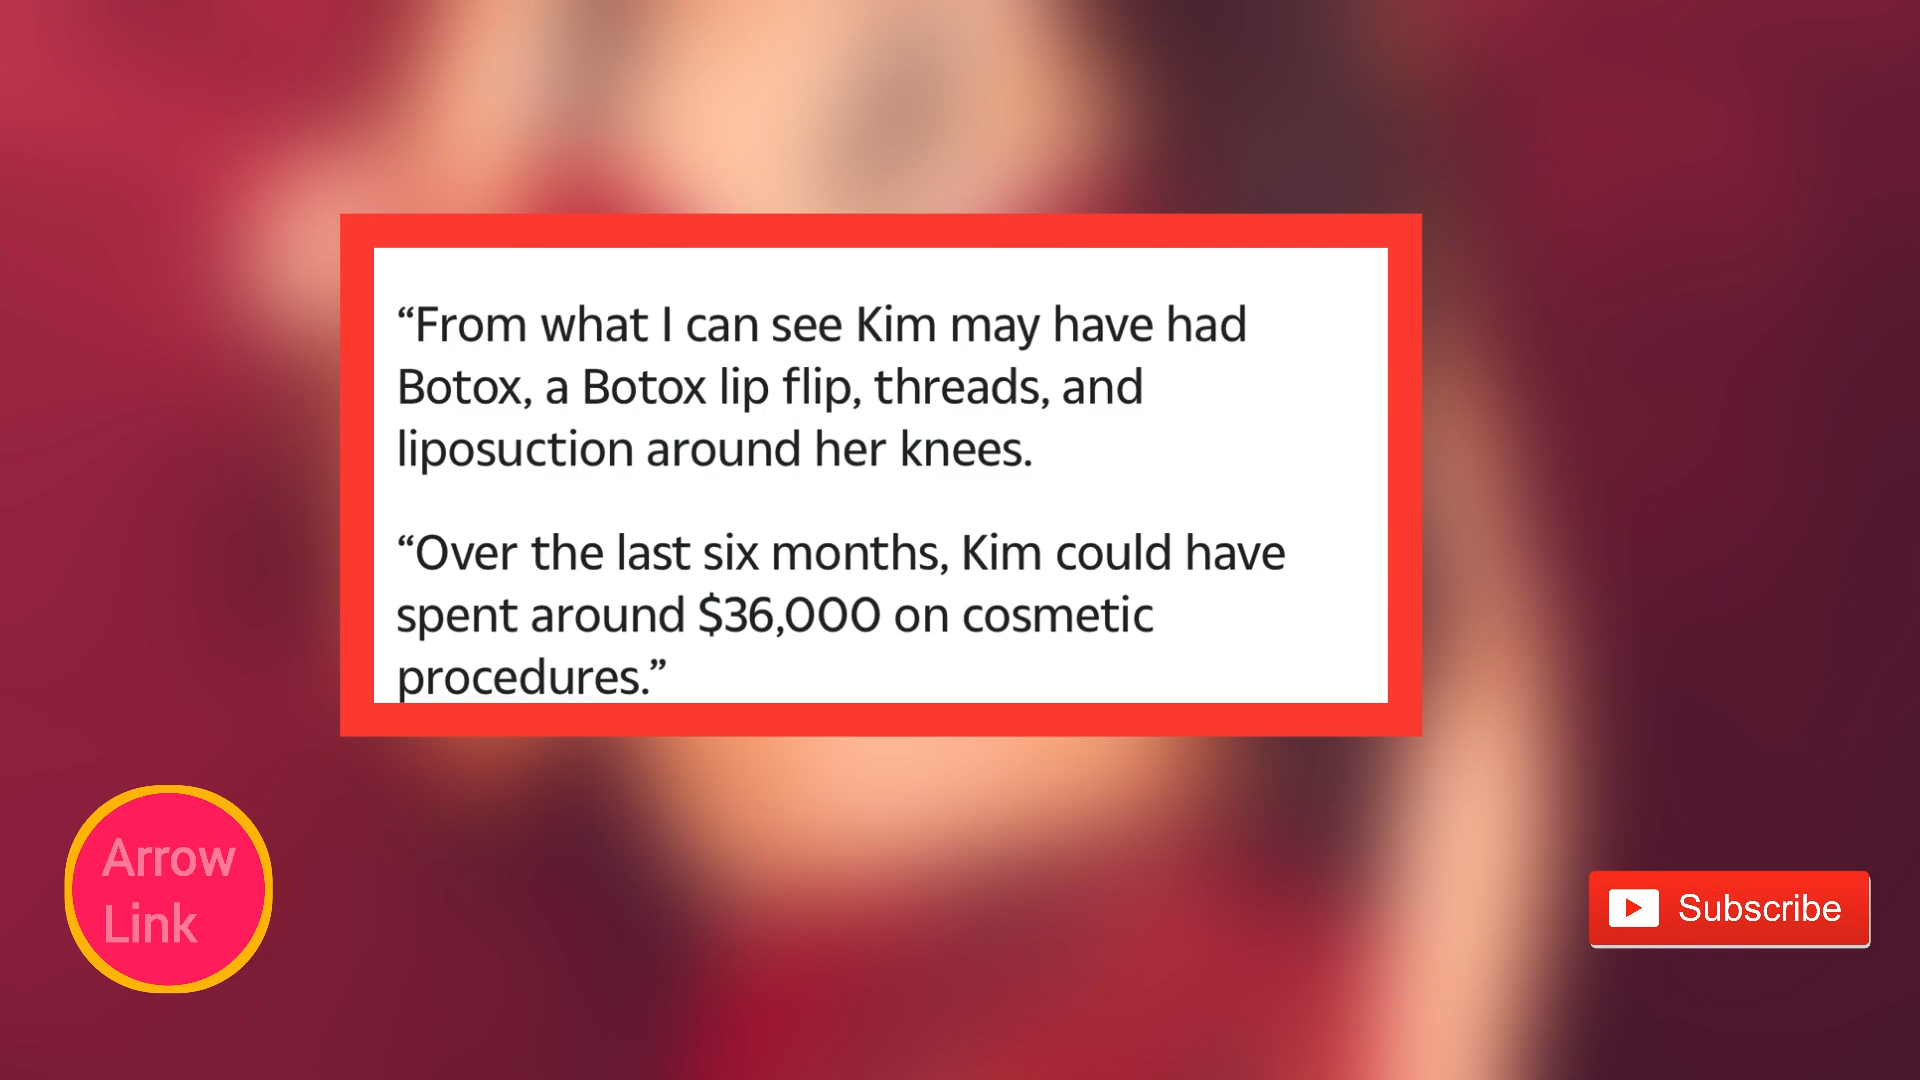 “From what I can see Kim may have had
Botox, a Botox lip flip, threads, and
liposuction around her knees.
“Over the last six months, Kim could have
spent around $36,000 on cosmetic
procedures.”
Arrow
Link
Subscribe